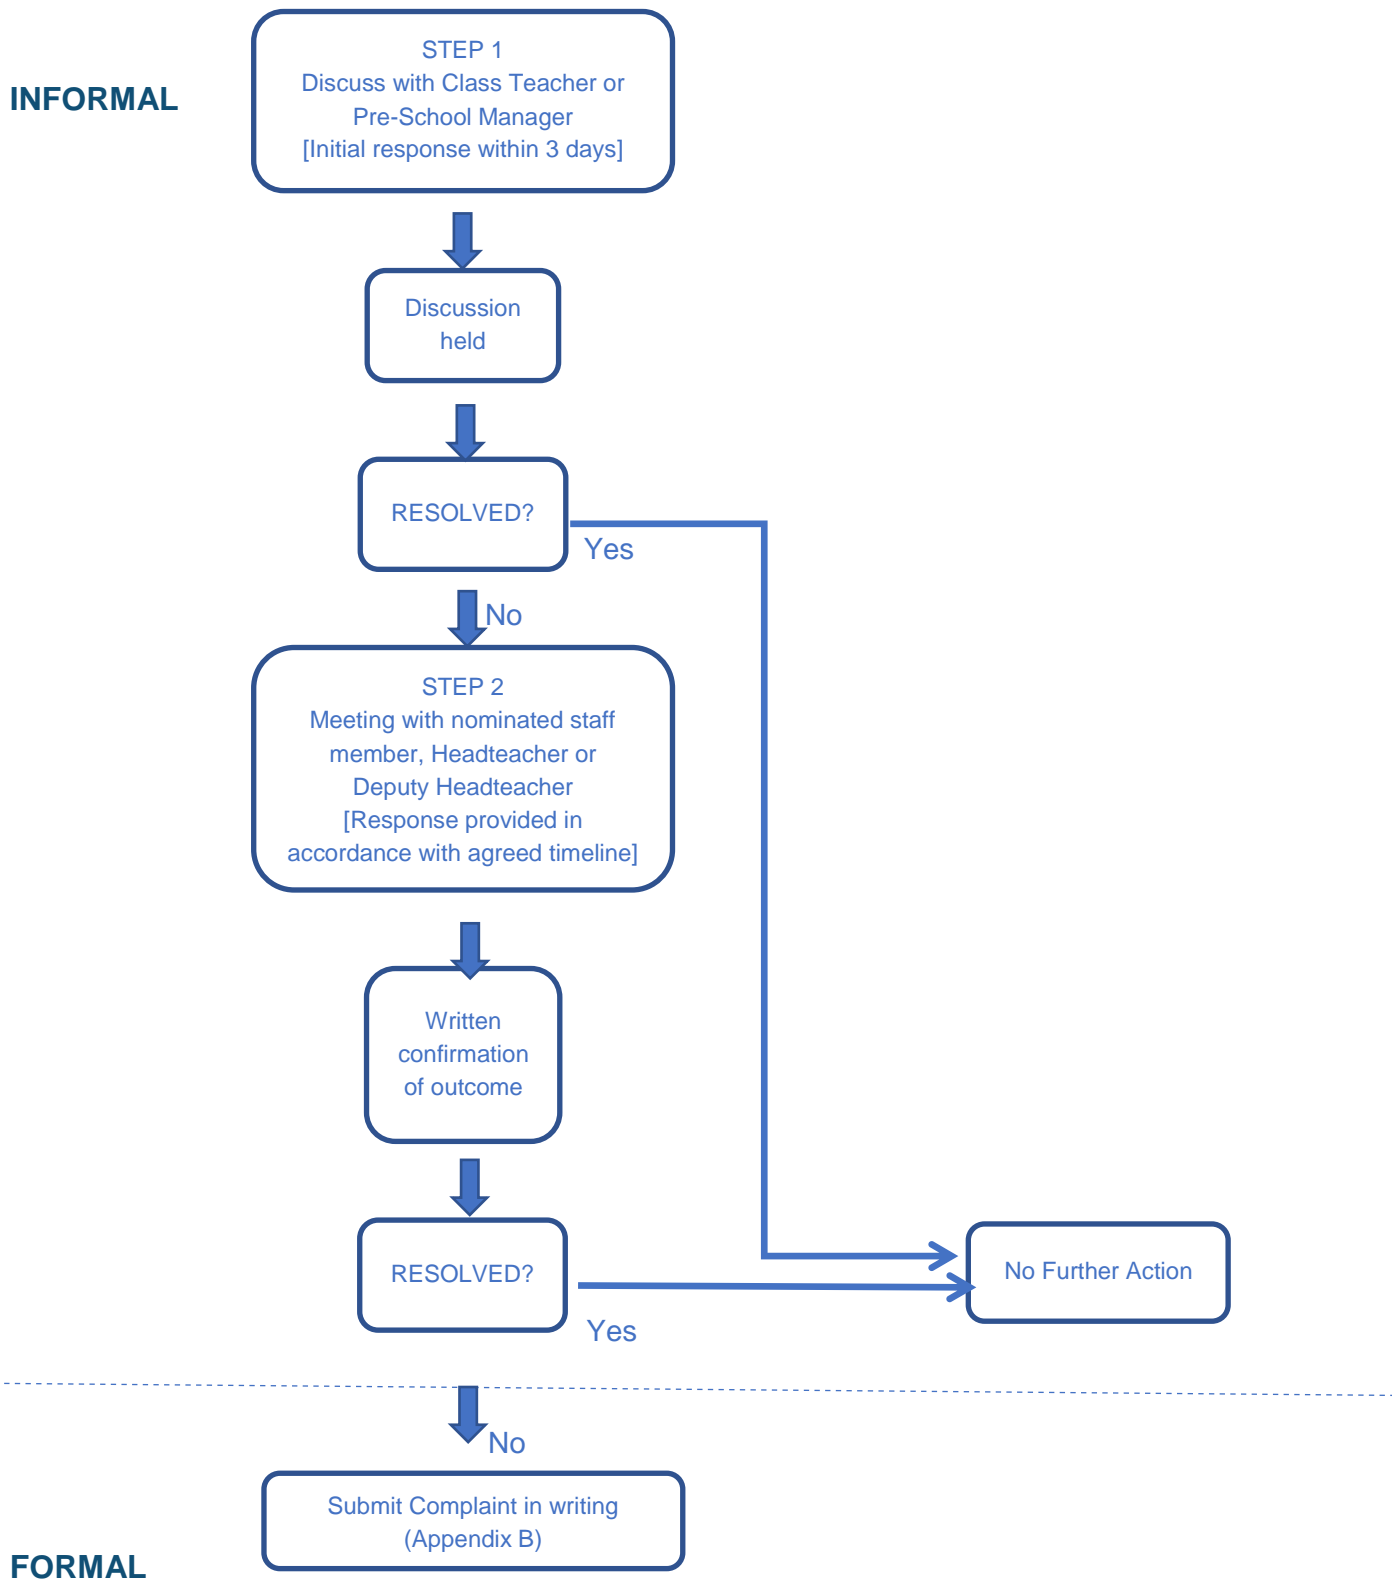 STEP 1
INFORMAL
Discuss with Class Teacher or
Pre-School Manager
[Initial response within 3 days]
Discussion
held
RESOLVED?
Yes
No
STEP 2
Meeting with nominated staff
member, Headteacher or
Deputy Headteacher
[Response provided in
accordance with agreed timeline]
Written
confirmation
of outcome
RESOLVED?
No Further Action
Yes
No
Submit Complaint in writing
(Appendix B)
FORMAL